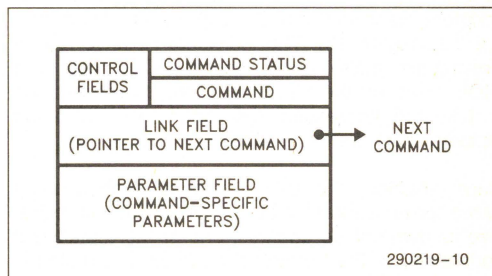 CONTROL FIELDS
COMMAND STATUS
COMMAND
LINK FIELD
(POINTER TO NEXT COMMAND)
NEXT COMMAND
PARAMETER FIELD
(COMMAND-SPECIFIC
PARAMETERS)
290219-10